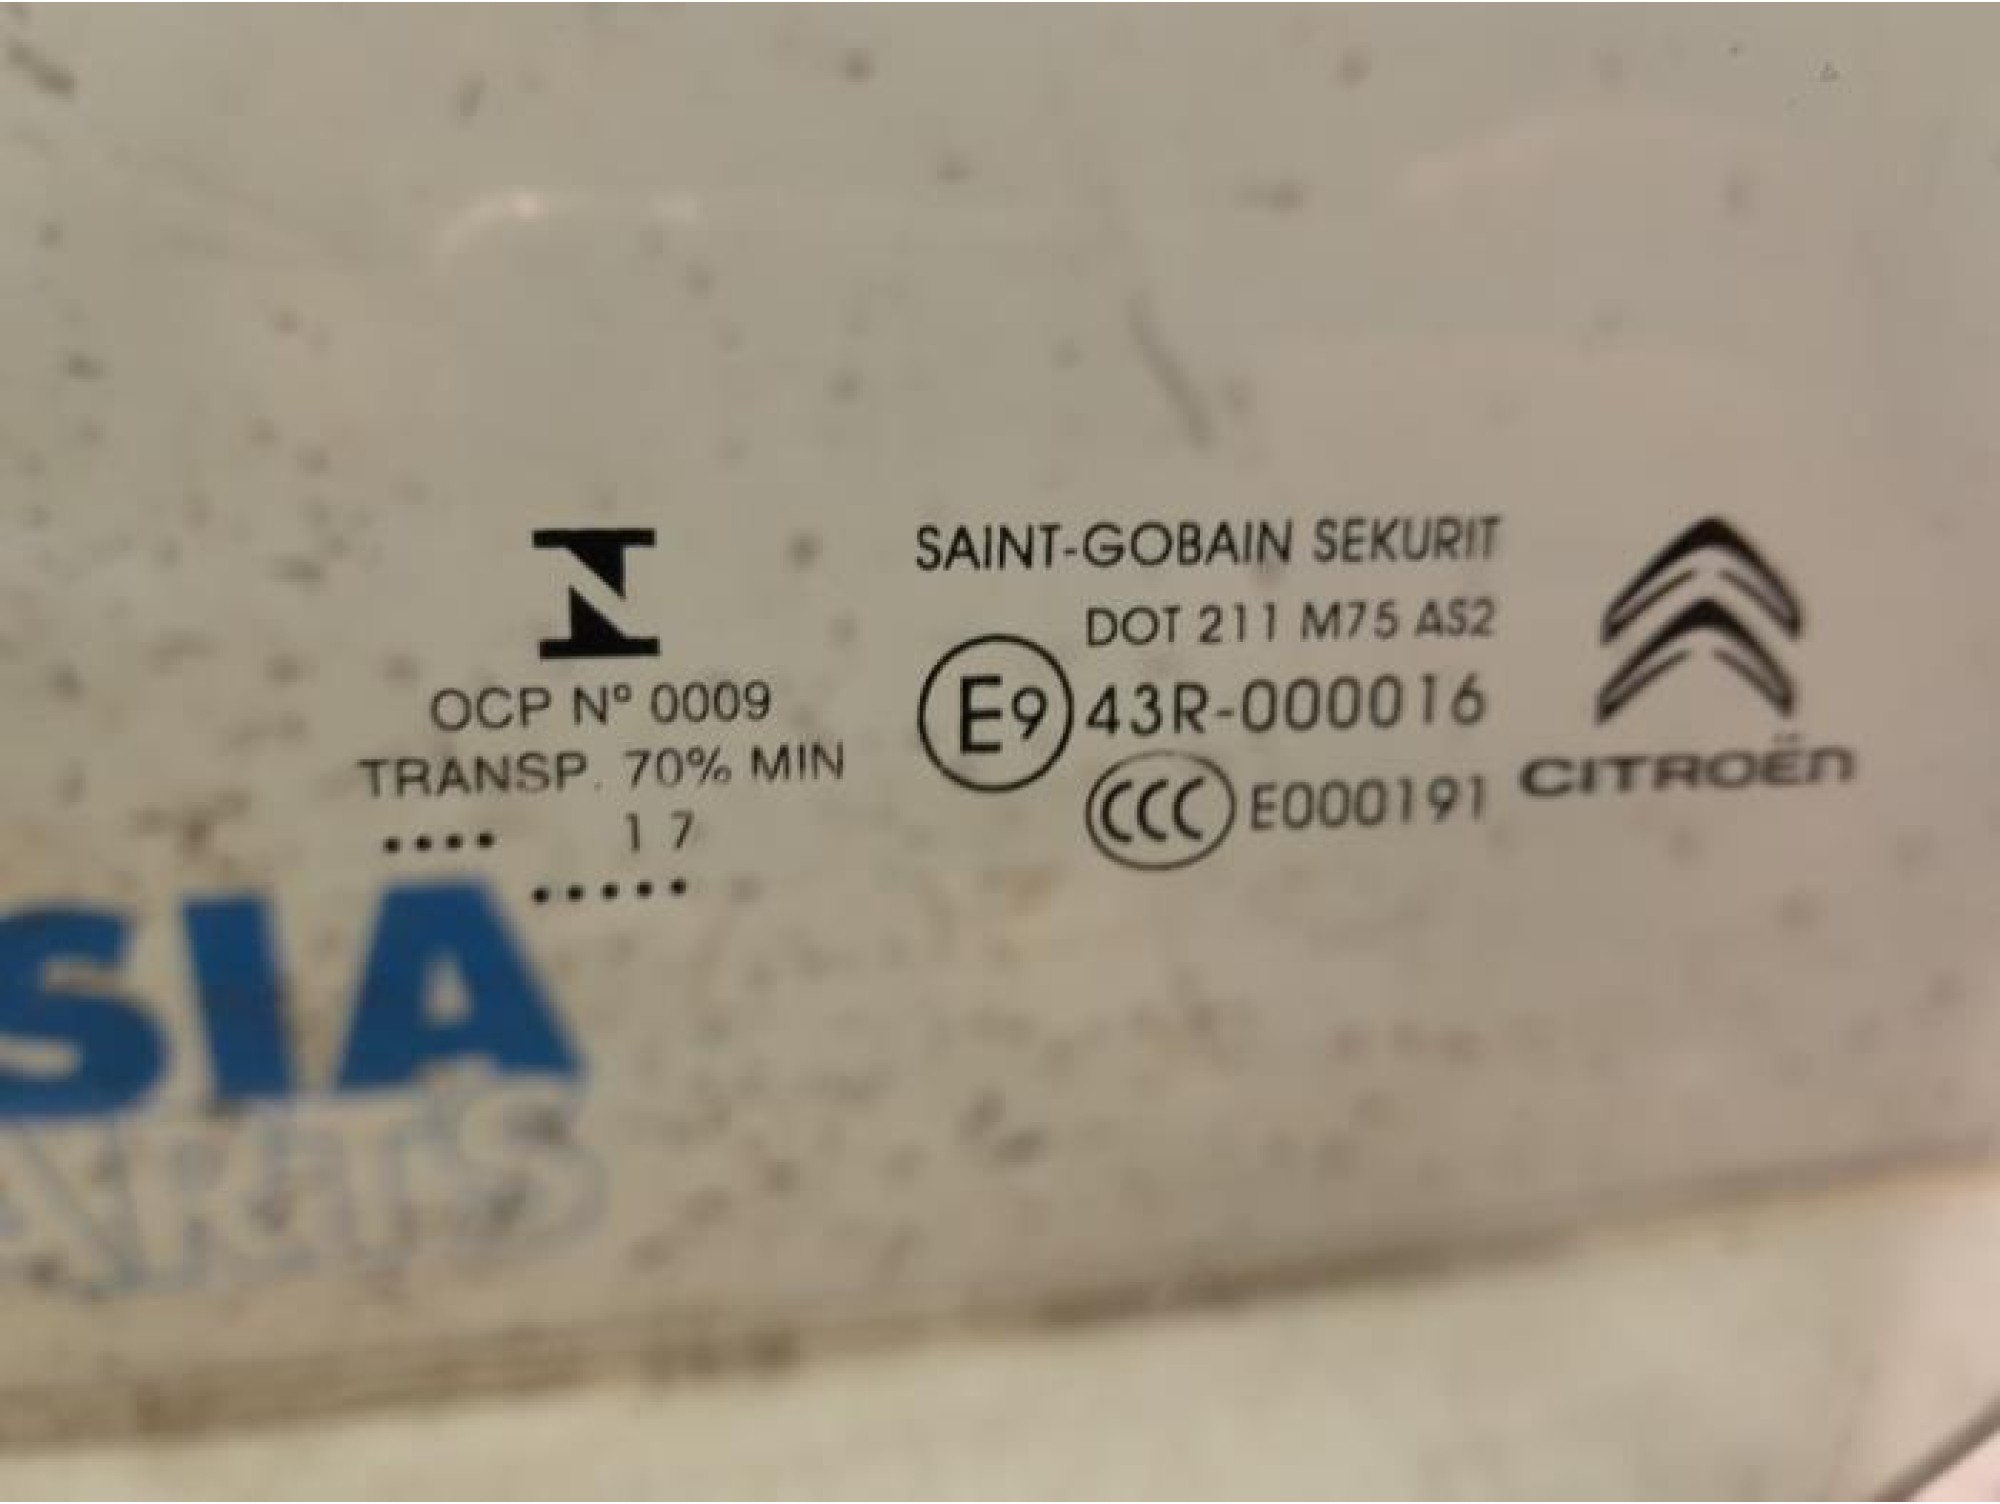 N
OCP Nº 0009
TRANSP. 70% MIN
.... 17
.....
SAINT-GOBAIN SEKURIT
DOT 211 M75 AS2
E9 43R-000016
CCC E000191
CITROËN
SIA
ARTS